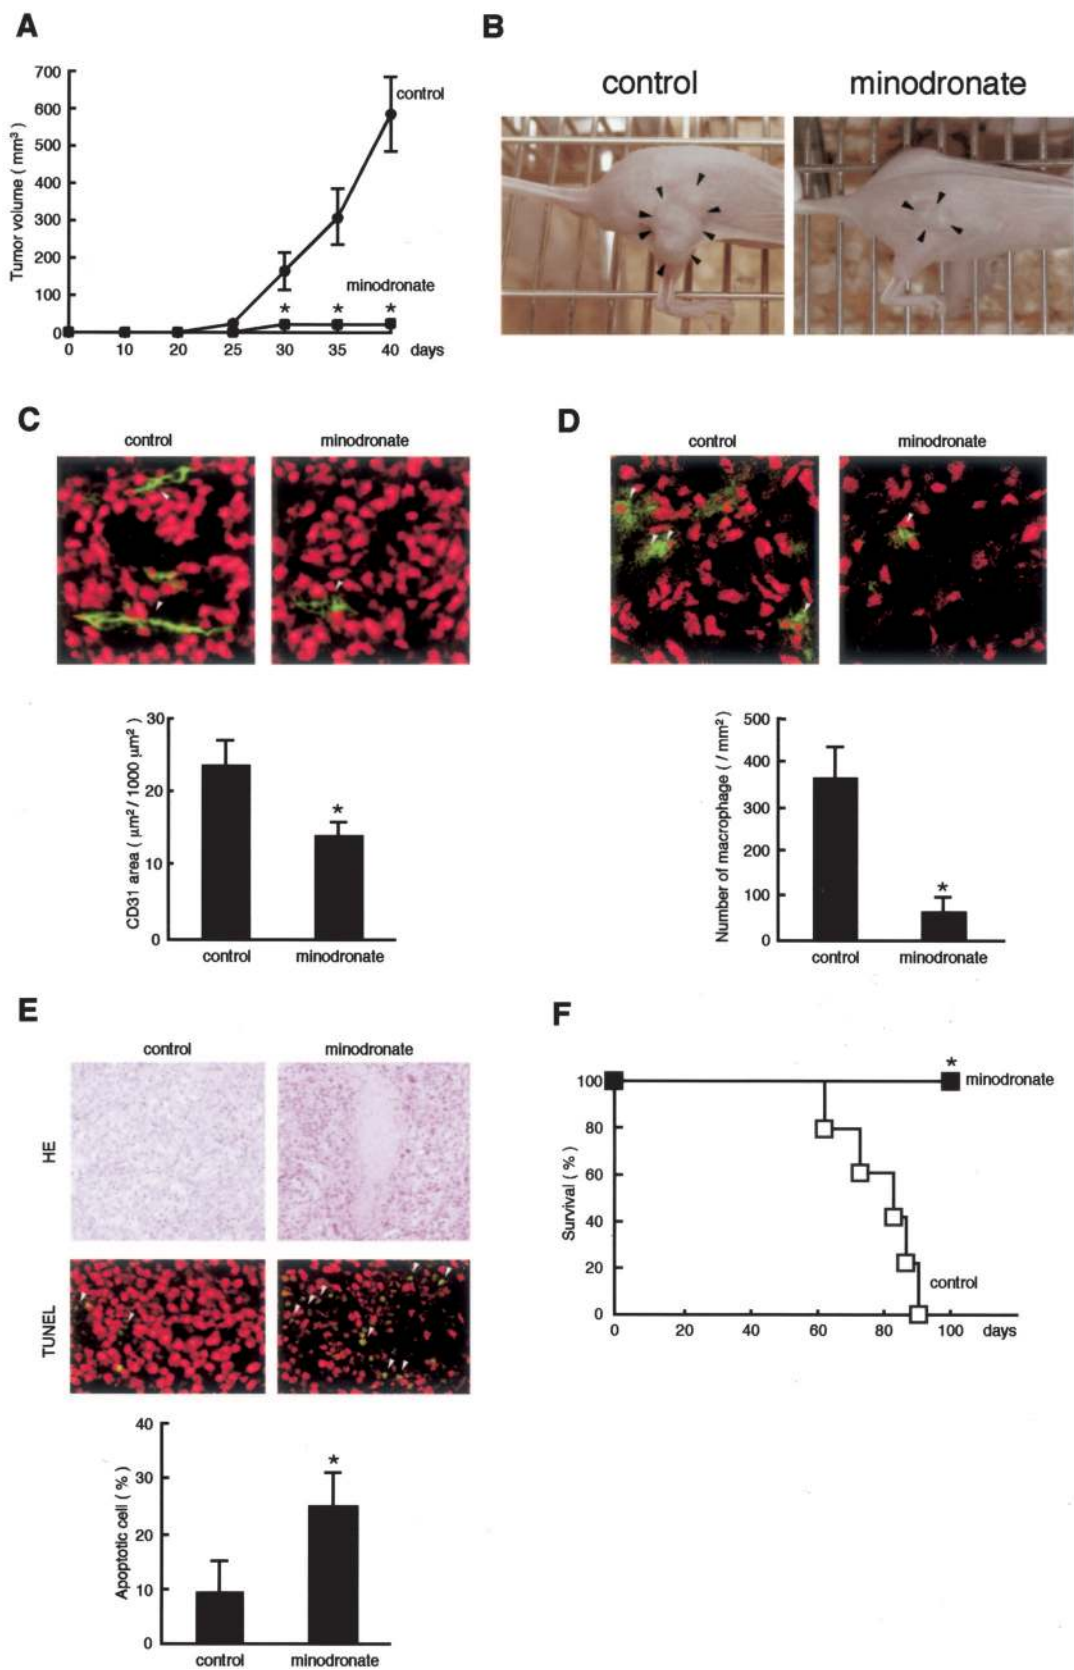 A
700
600
500
400
300
200
100
0
Tumor volume ( mm³ )
control
minodronate
* * *
0 10 20 25 30 35 40 days
B
control minodronate
C
control minodronate
30
20
10
0
CD31 area ( μm² / 1000 μm² )
*
control minodronate
D
control minodronate
500
400
300
200
100
0
Number of macrophage ( / mm² )
*
control minodronate
E
control minodronate
HE
TUNEL
40
30
20
10
0
Apoptotic cell ( % )
*
control minodronate
F
*
100
80
60
40
20
0
Survival ( % )
minodronate
control
0 20 40 60 80 100 days